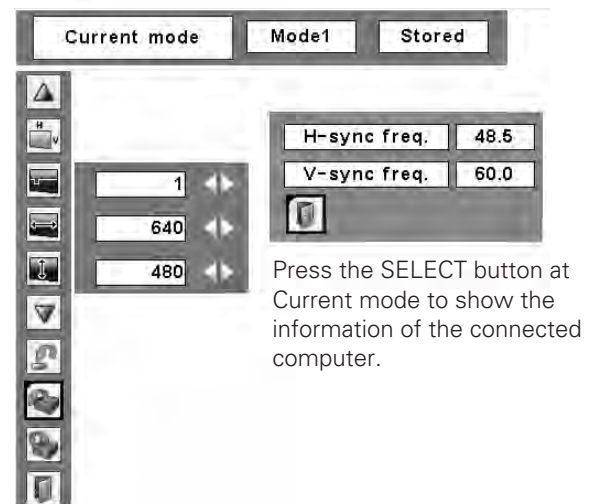 Current mode Mode1 Stored
H
V
H-sync freq. 48.5
V-sync freq. 60.0
1
640
480
Press the SELECT button at
Current mode to show the
information of the connected
computer.